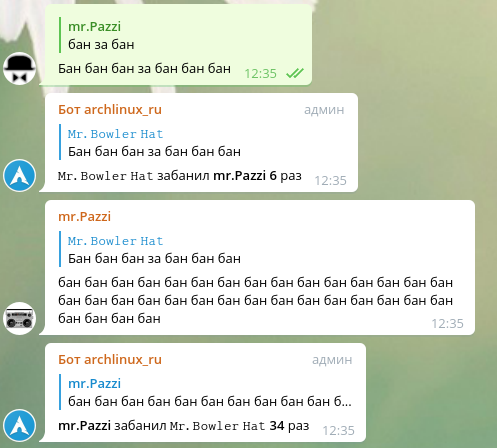 mr.Pazzi
бан за бан
Бан бан бан за бан бан бан
12:35
Бот archlinux_ru
админ
Mr. Bowler Hat
Бан бан бан за бан бан бан
Mr. Bowler Hat забанил mr.Pazzi 6 раз
12:35
mr.Pazzi
Mr. Bowler Hat
Бан бан бан за бан бан бан
бан бан бан бан бан бан бан бан бан бан бан бан бан бан бан
бан бан бан бан бан бан бан бан бан бан бан бан бан бан бан
бан бан бан бан
12:35
Бот archlinux_ru
админ
mr.Pazzi
бан бан бан бан бан бан бан бан бан бан б...
mr.Pazzi забанил Mr. Bowler Hat 34 раз
12:35